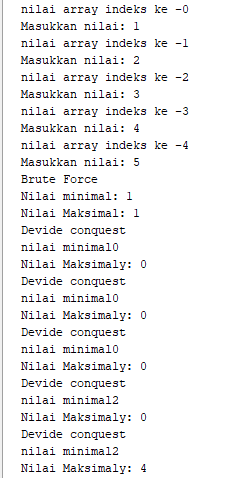 nilai array indeks ke -0
Masukkan nilai: 1
nilai array indeks ke -1
Masukkan nilai: 2
nilai array indeks ke -2
Masukkan nilai: 3
nilai array indeks ke -3
Masukkan nilai: 4
nilai array indeks ke -4
Masukkan nilai: 5
Brute Force
Nilai minimal: 1
Nilai Maksimal: 1
Devide conquest
nilai minimal0
Nilai Maksimaly: 0
Devide conquest
nilai minimal0
Nilai Maksimaly: 0
Devide conquest
nilai minimal0
Nilai Maksimaly: 0
Devide conquest
nilai minimal2
Nilai Maksimaly: 0
Devide conquest
nilai minimal2
Nilai Maksimaly: 4